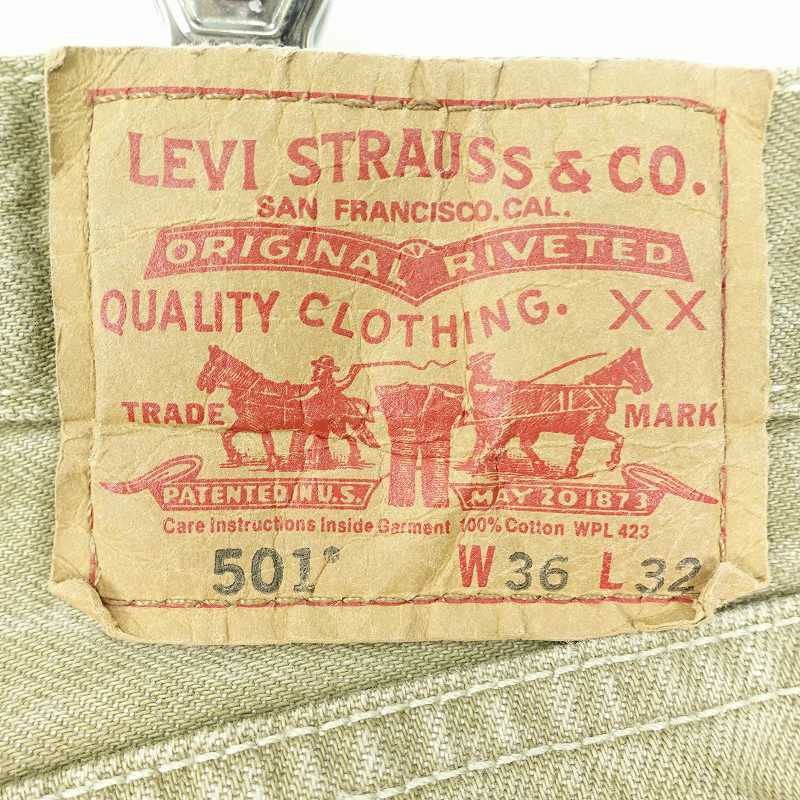 LEVI STRAUSS & CO.
SAN FRANCISCO. CAL.
ORIGINAL RIVETED
QUALITY CLOTHING. XX
TRADE MARK
PATENTED IN U.S. MAY 20 1873
Care Instructions Inside Garment 100% Cotton WPL 423
501® W 36 L 32